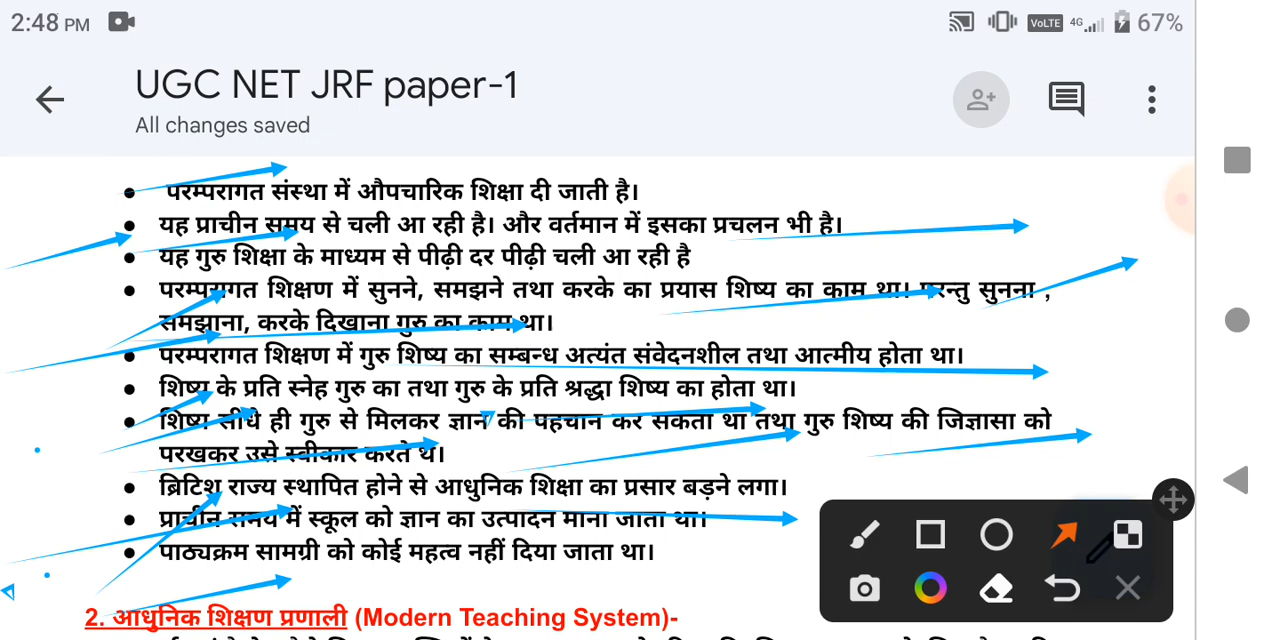 2:48 PM
VoLTE 4G 67%
UGC NET JRF paper-1
All changes saved
● परम्परागत संस्था में औपचारिक शिक्षा दी जाती है।
● यह प्राचीन समय से चली आ रही है। और वर्तमान में इसका प्रचलन भी है।
● यह गुरु शिक्षा के माध्यम से पीढ़ी दर पीढ़ी चली आ रही है
● परम्परागत शिक्षण में सुनने, समझने तथा करके का प्रयास शिष्य का काम था। परन्तु सुनना ,
समझाना, करके दिखाना गुरु का काम था।
● परम्परागत शिक्षण में गुरु शिष्य का सम्बन्ध अत्यंत संवेदनशील तथा आत्मीय होता था।
● शिष्य के प्रति स्नेह गुरु का तथा गुरु के प्रति श्रद्धा शिष्य का होता था।
● शिष्य सीधे ही गुरु से मिलकर ज्ञान की पहचान कर सकता था तथा गुरु शिष्य की जिज्ञासा को
परखकर उसे स्वीकार करते थे।
● ब्रिटिश राज्य स्थापित होने से आधुनिक शिक्षा का प्रसार बड़ने लगा।
● प्राचीन समय में स्कूल को ज्ञान का उत्पादन माना जाता था।
● पाठ्यक्रम सामग्री को कोई महत्व नहीं दिया जाता था।
2. आधुनिक शिक्षण प्रणाली (Modern Teaching System)-